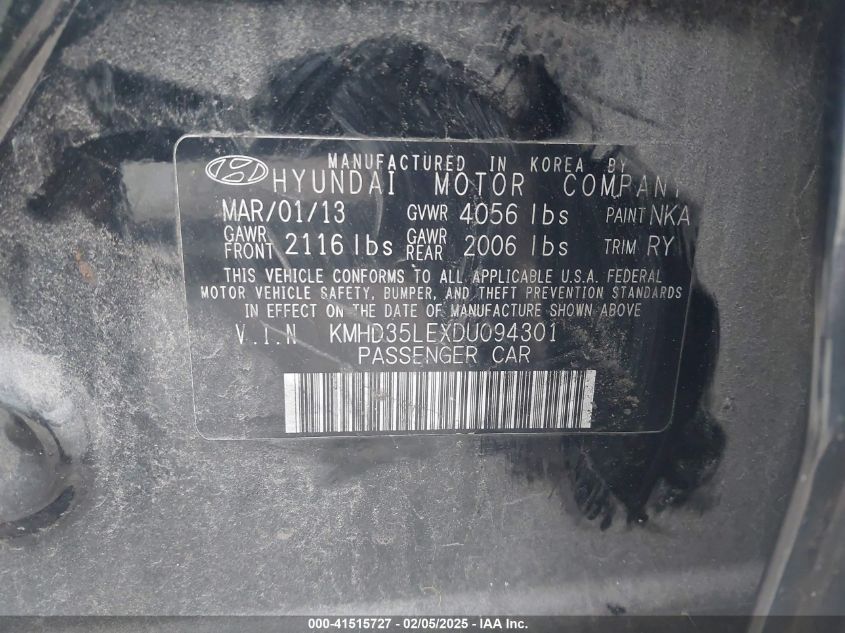 MANUFACTURED IN KOREA BY
HYUNDAI MOTOR COMPANY
MAR/01/13 GVWR 4056 lbs PAINT NKA
GAWR FRONT 2116 lbs GAWR REAR 2006 lbs TRIM RY
THIS VEHICLE CONFORMS TO ALL APPLICABLE U.S.A. FEDERAL
MOTOR VEHICLE SAFETY, BUMPER, AND THEFT PREVENTION STANDARDS
IN EFFECT ON THE DATE OF MANUFACTURE SHOWN ABOVE
V.I.N KMHD35LEXDU094301
PASSENGER CAR
000-41515727 - 02/05/2025 - IAA Inc.